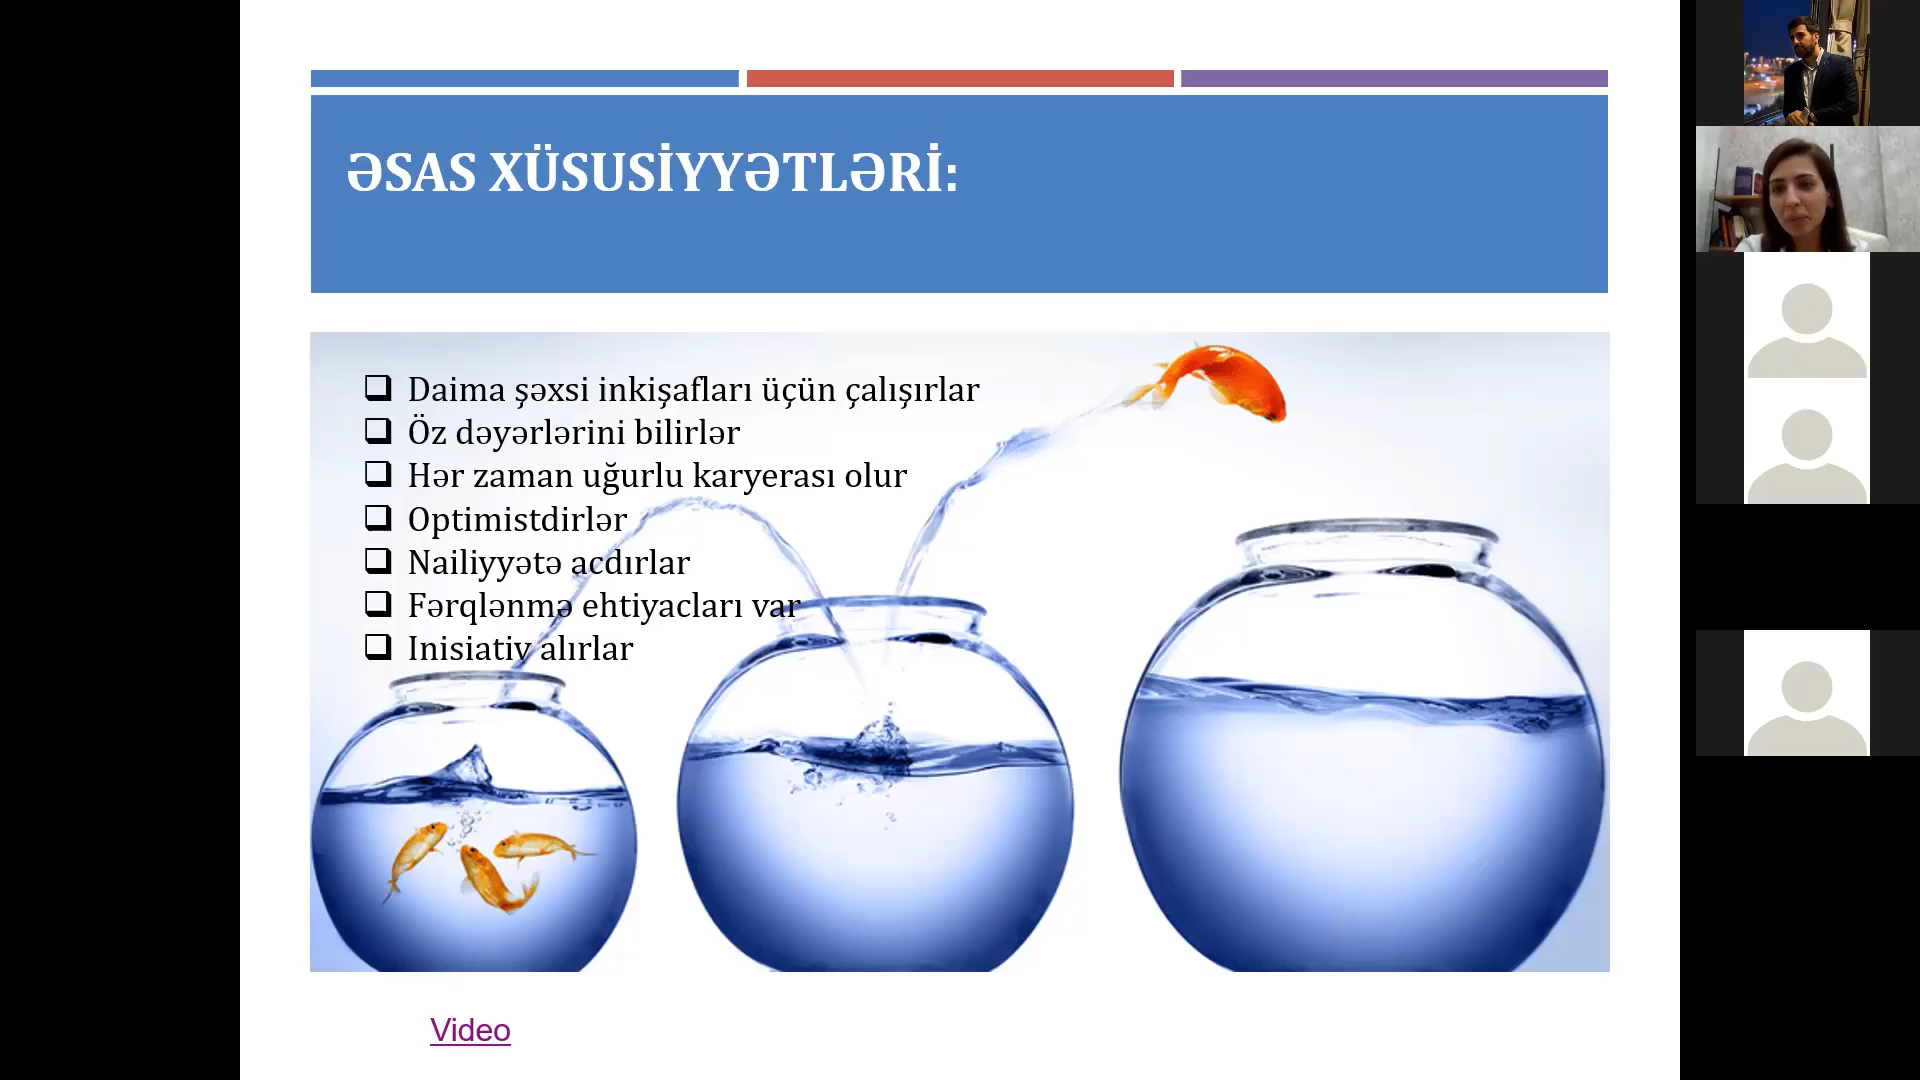 ƏSAS XÜSUSİYYƏTLƏRİ:
Daima şəxsi inkişafları üçün çalışırlar
Öz dəyərlərini bilirlər
Hər zaman uğurlu karyerası olur
Optimistdirlər
Nailiyyətə acdırlar
Fərqlənmə ehtiyacları var
Inisiativ alırlar
Video